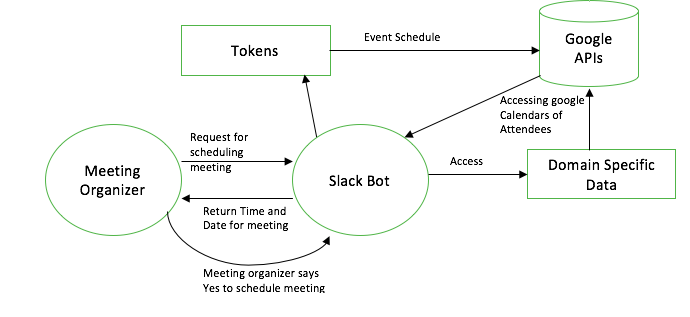 Tokens
Event Schedule
Google
APIs
Accessing google
Calendars of
Attendees
Request for
scheduling
meeting
Meeting
Organizer
Slack Bot
Access
Domain Specific
Data
Return Time and
Date for meeting
Meeting organizer says
Yes to schedule meeting